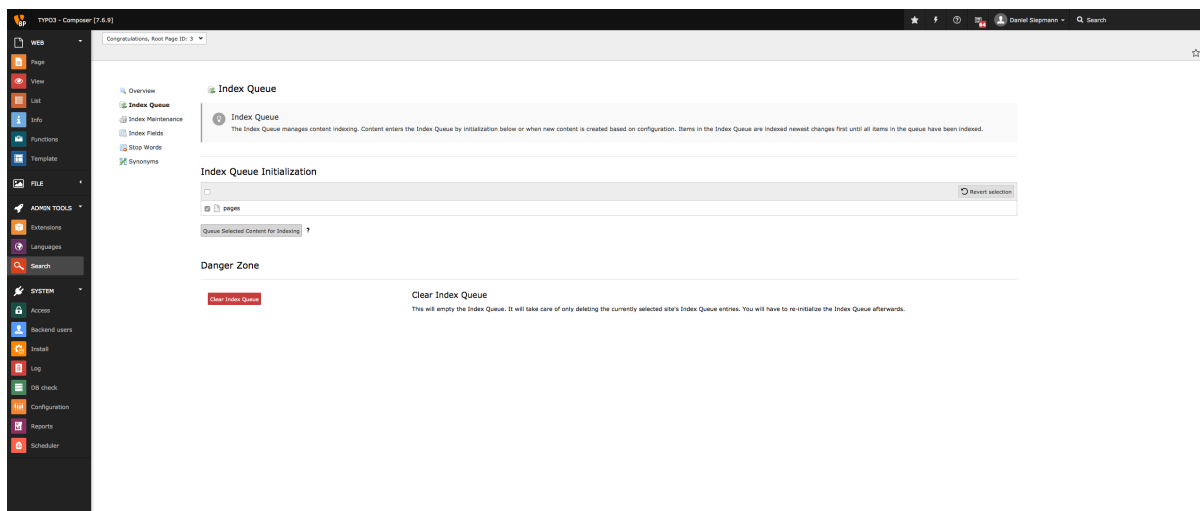 TYPO3 - Composer [7.6.9]
64
Daniel Siepmann
Search
WEB
Page
View
List
Info
Functions
Template
FILE
ADMIN TOOLS
Extensions
Languages
Search
SYSTEM
Access
Backend users
Install
Log
DB check
Configuration
Reports
Scheduler
Congratulations, Root Page ID: 3
Overview
Index Queue
Index Maintenance
Index Fields
Stop Words
Synonyms
Index Queue
Index Queue
The Index Queue manages content indexing. Content enters the Index Queue by initialization below or when new content is created based on configuration. Items in the Index Queue are indexed newest changes first until all items in the queue have been indexed.
Index Queue Initialization
Revert selection
pages
Queue Selected Content for Indexing ?
Danger Zone
Clear Index Queue
Clear Index Queue
This will empty the Index Queue. It will take care of only deleting the currently selected site's Index Queue entries. You will have to re-initialize the Index Queue afterwards.